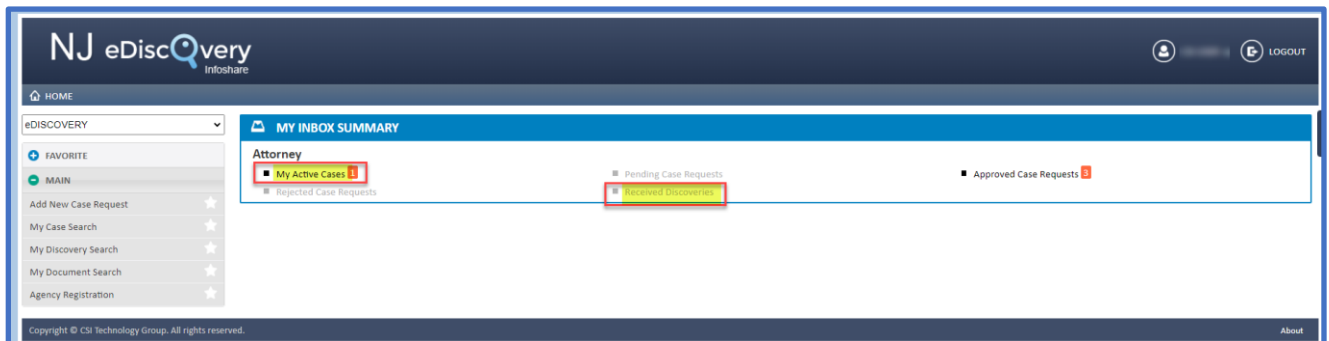 NJ eDiscQvery
Infoshare
LOGOUT
HOME
eDISCOVERY
MY INBOX SUMMARY
FAVORITE
MAIN
Add New Case Request
My Case Search
My Discovery Search
My Document Search
Agency Registration
Attorney
My Active Cases 1
Pending Case Requests
Approved Case Requests 3
Rejected Case Requests
Received Discoveries
Copyright © CSI Technology Group. All rights reserved.
About